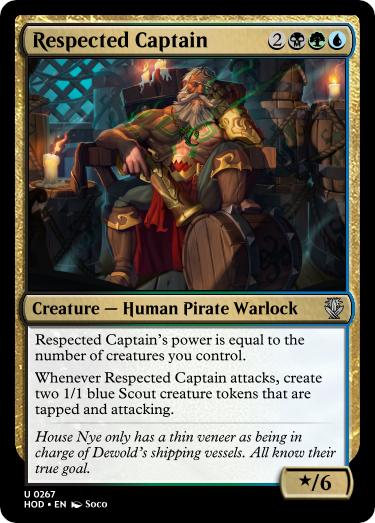 Respected Captain 2
Creature — Human Pirate Warlock
Respected Captain's power is equal to the
number of creatures you control.
Whenever Respected Captain attacks, create
two 1/1 blue Scout creature tokens that are
tapped and attacking.
House Nye only has a thin veneer as being in
charge of Devold's shipping vessels. All know their
true goal.
★/6
U 0267
HOD • EN Soco